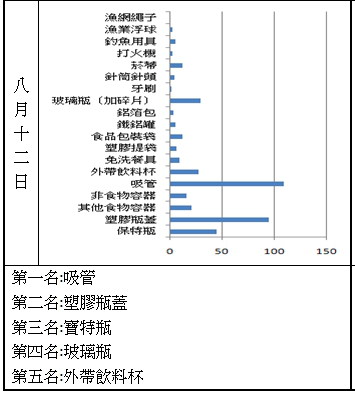 八月十二日
漁網繩子
漁業浮球
釣魚用具
打火機
菸蒂
針筒針頭
牙刷
玻璃瓶（加碎片）
鋁箔包
鐵鋁罐
食品包裝袋
塑膠提袋
免洗餐具
外帶飲料杯
吸管
非食物容器
其他食物容器
塑膠瓶蓋
保特瓶
0 50 100 150
第一名:吸管
第二名:塑膠瓶蓋
第三名:寶特瓶
第四名:玻璃瓶
第五名:外帶飲料杯